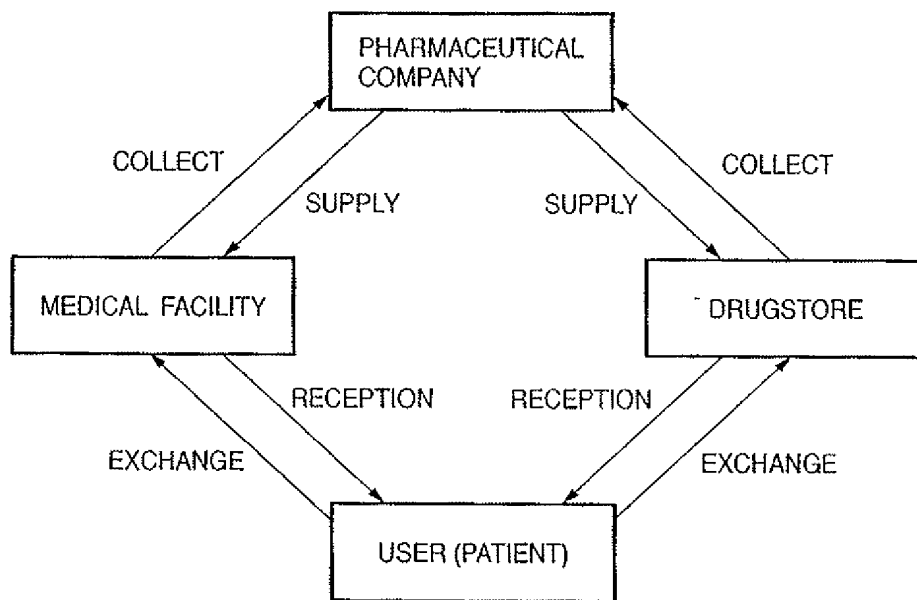 PHARMACEUTICAL
COMPANY
COLLECT
COLLECT
SUPPLY
SUPPLY
MEDICAL FACILITY
DRUGSTORE
RECEPTION
RECEPTION
EXCHANGE
EXCHANGE
USER (PATIENT)